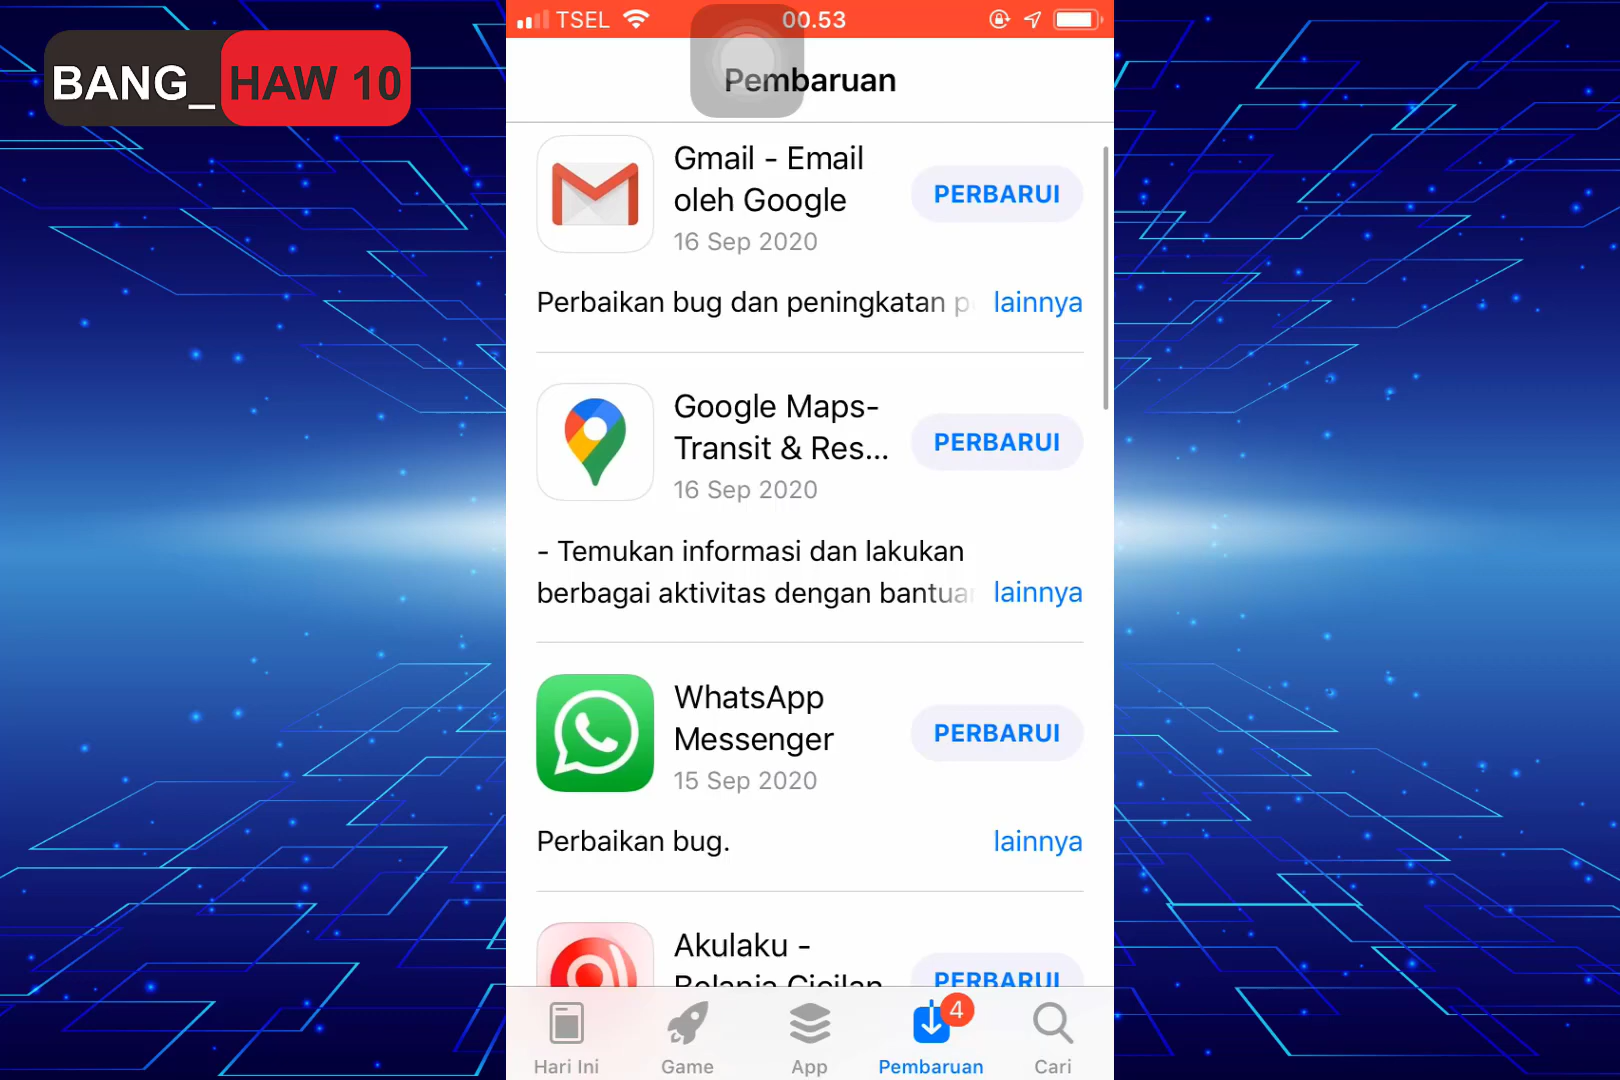 BANG_HAW 10
TSEL 00.53
Pembaruan
Gmail - Email
oleh Google
16 Sep 2020
PERBARUI
Perbaikan bug dan peningkatan lainnya
Google Maps-
Transit & Res...
16 Sep 2020
PERBARUI
- Temukan informasi dan lakukan
berbagai aktivitas dengan bantuan lainnya
WhatsApp
Messenger
15 Sep 2020
PERBARUI
Perbaikan bug. lainnya
Akulaku -
Belanja Cicilan
PERBARUI
4
Hari Ini Game App Pembaruan Cari